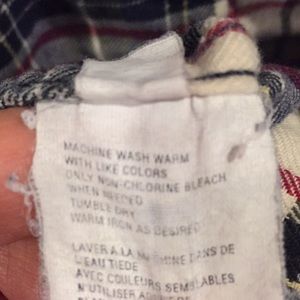 MACHINE WASH WARM
WITH LIKE COLORS
ONLY NON-CHLORINE BLEACH
WHEN NEEDED
TUMBLE DRY
WARM IRON AS DESIRED
LAVER A LA MACHINE DANS DE
L'EAU TIEDE
AVEC COULEURS SEMBLABLES
N'UTILISER